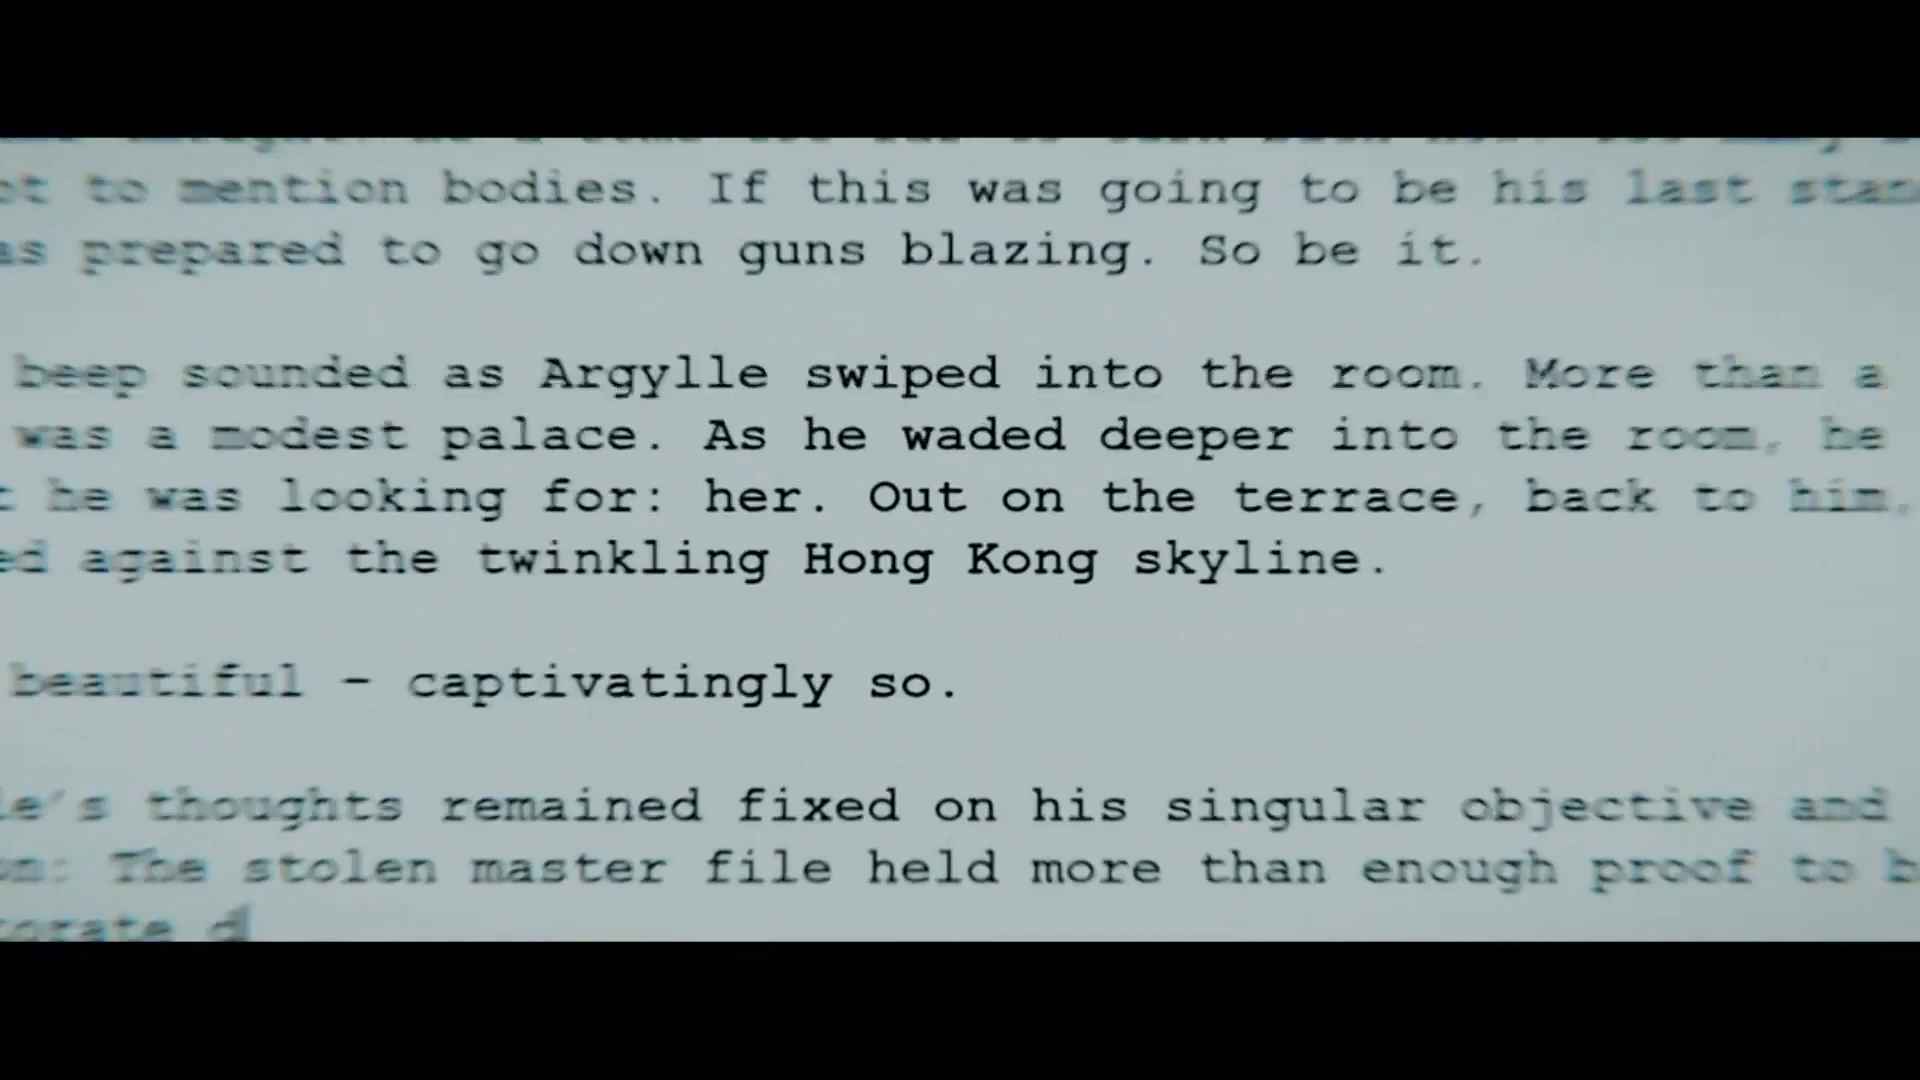 to mention bodies. If this was going to be his last
prepared to go down guns blazing. So be it.
beep sounded as Argylle swiped into the room. More than a
was a modest palace. As he waded deeper into the room, he
he was looking for: her. Out on the terrace, back to him,
against the twinkling Hong Kong skyline.
beautiful - captivatingly so.
thoughts remained fixed on his singular objective and
The stolen master file held more than enough proof to